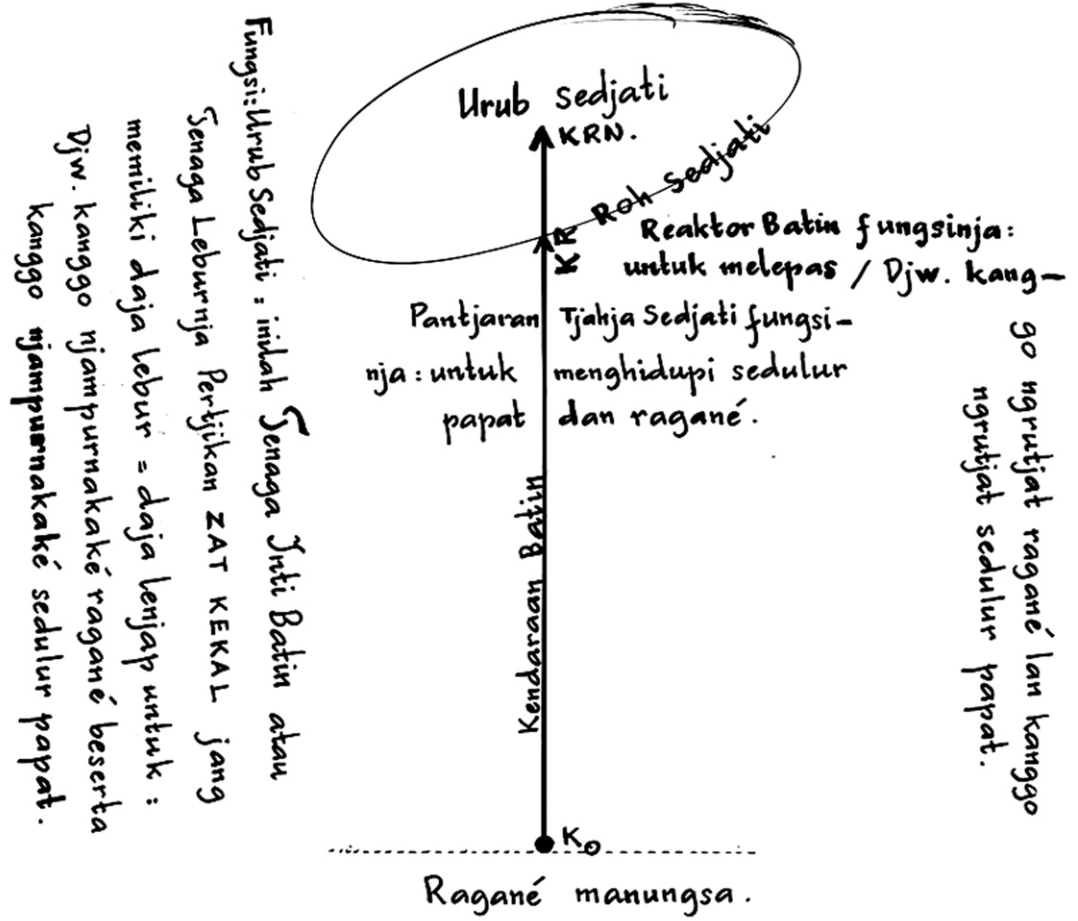 Urub sedjati
KRN.
Roh Sedjati
KR
Reaktor Batin fungsinja:
untuk melepas / Djw. kang-
go ngrutjat ragané lan kanggo
ngrutjat sedulur papat.
Pantjaran Tjahja Sedjati fungsi-
nja: untuk menghidupi sedulur
papat dan ragané.
Kendaraan Batin
Ko
Ragané manungsa.
Fungsi: Urub Sedjati: inilah Tenaga Inti Batin atau
Tenaga Leburnja Pertjikan ZAT KEKAL jang
memiliki daja lebur = daja lenjap untuk:
Djw. kanggo njampurnakaké ragané beserta
kanggo njampurnakaké sedulur papat.